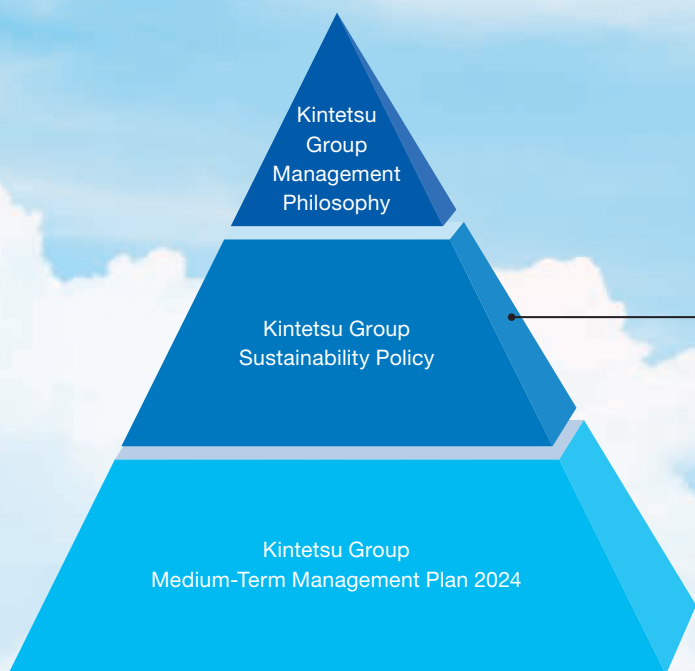 Kintetsu
Group
Management
Philosophy
Kintetsu Group
Sustainability Policy
Kintetsu Group
Medium-Term Management Plan 2024